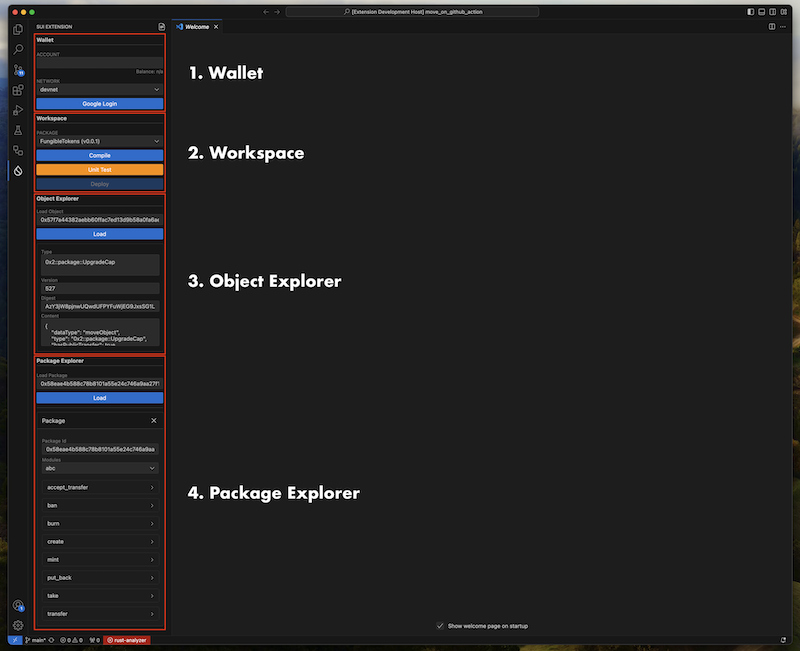 [Extension Development Host] move_on_github_action
SUI EXTENSION
Welcome
Wallet
ACCOUNT
Balance: n/a
NETWORK
devnet
Google Login
1. Wallet
Workspace
PACKAGE
FungibleTokens (v0.0.1)
Compile
Unit Test
Deploy
2. Workspace
Object Explorer
Load Object
Load
Type
0x2::package::UpgradeCap
Version
527
Digest
Content
{
"dataType": "moveObject",
"type": "0x2::package::UpgradeCap",
"hasPublicTransfer": true,
3. Object Explorer
Package Explorer
Load Package
Load
Package
Package Id
Modules
abc
accept_transfer
ban
burn
create
mint
put_back
take
transfer
4. Package Explorer
Show welcome page on startup
main*
0
0
0
rust-analyzer